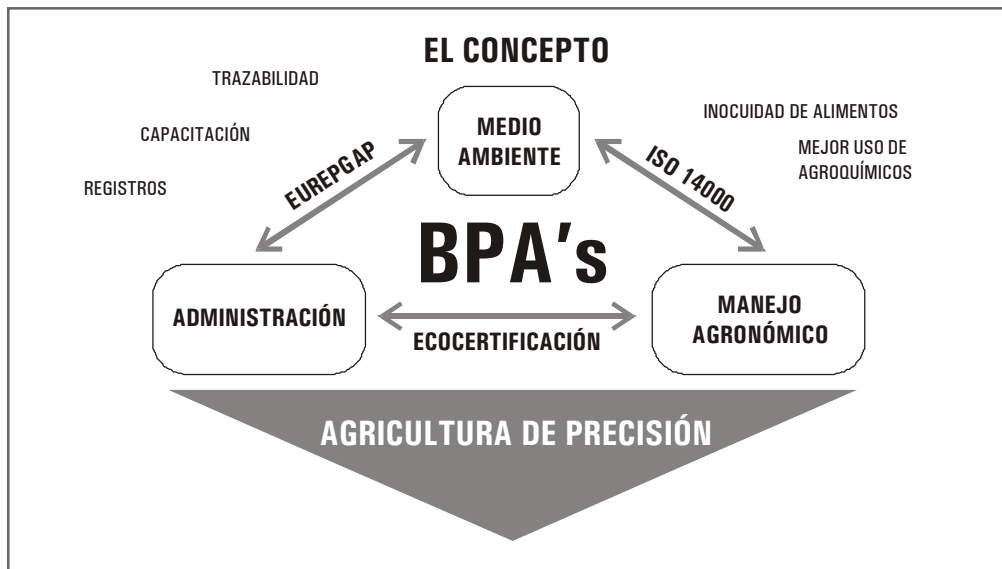 EL CONCEPTO
TRAZABILIDAD
CAPACITACIÓN
REGISTROS
MEDIO
AMBIENTE
INOCUIDAD DE ALIMENTOS
MEJOR USO DE
AGROQUÍMICOS
EUREPGAP
ISO 14000
BPA's
ADMINISTRACIÓN
ECOCERTIFICACIÓN
MANEJO
AGRONÓMICO
AGRICULTURA DE PRECISIÓN